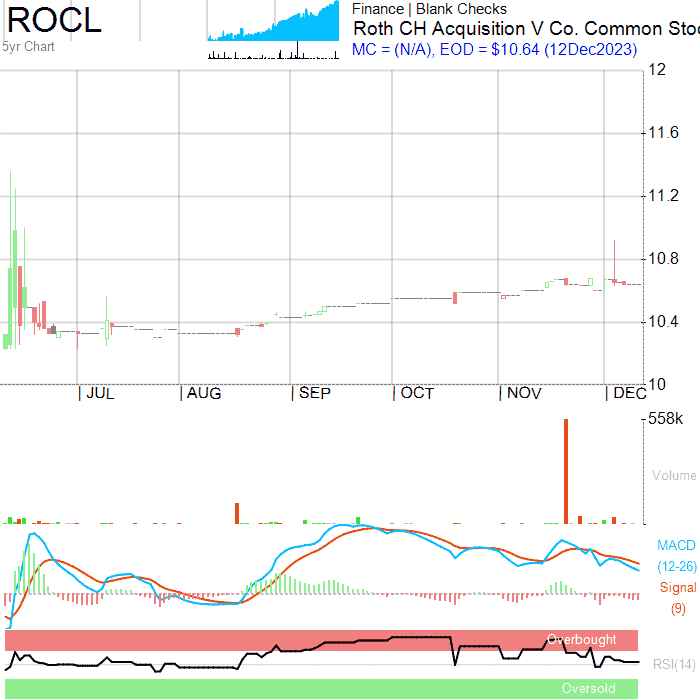 ROCL
5yr Chart
Finance | Blank Checks
Roth CH Acquisition V Co. Common Stoc
MC = (N/A), EOD = $10.64 (12Dec2023)
12
11.6
11.2
10.8
10.4
10
JUL
AUG
SEP
OCT
NOV
DEC
558k
Volume
MACD
(12-26)
Signal
(9)
Overbought
RSI(14)
Oversold